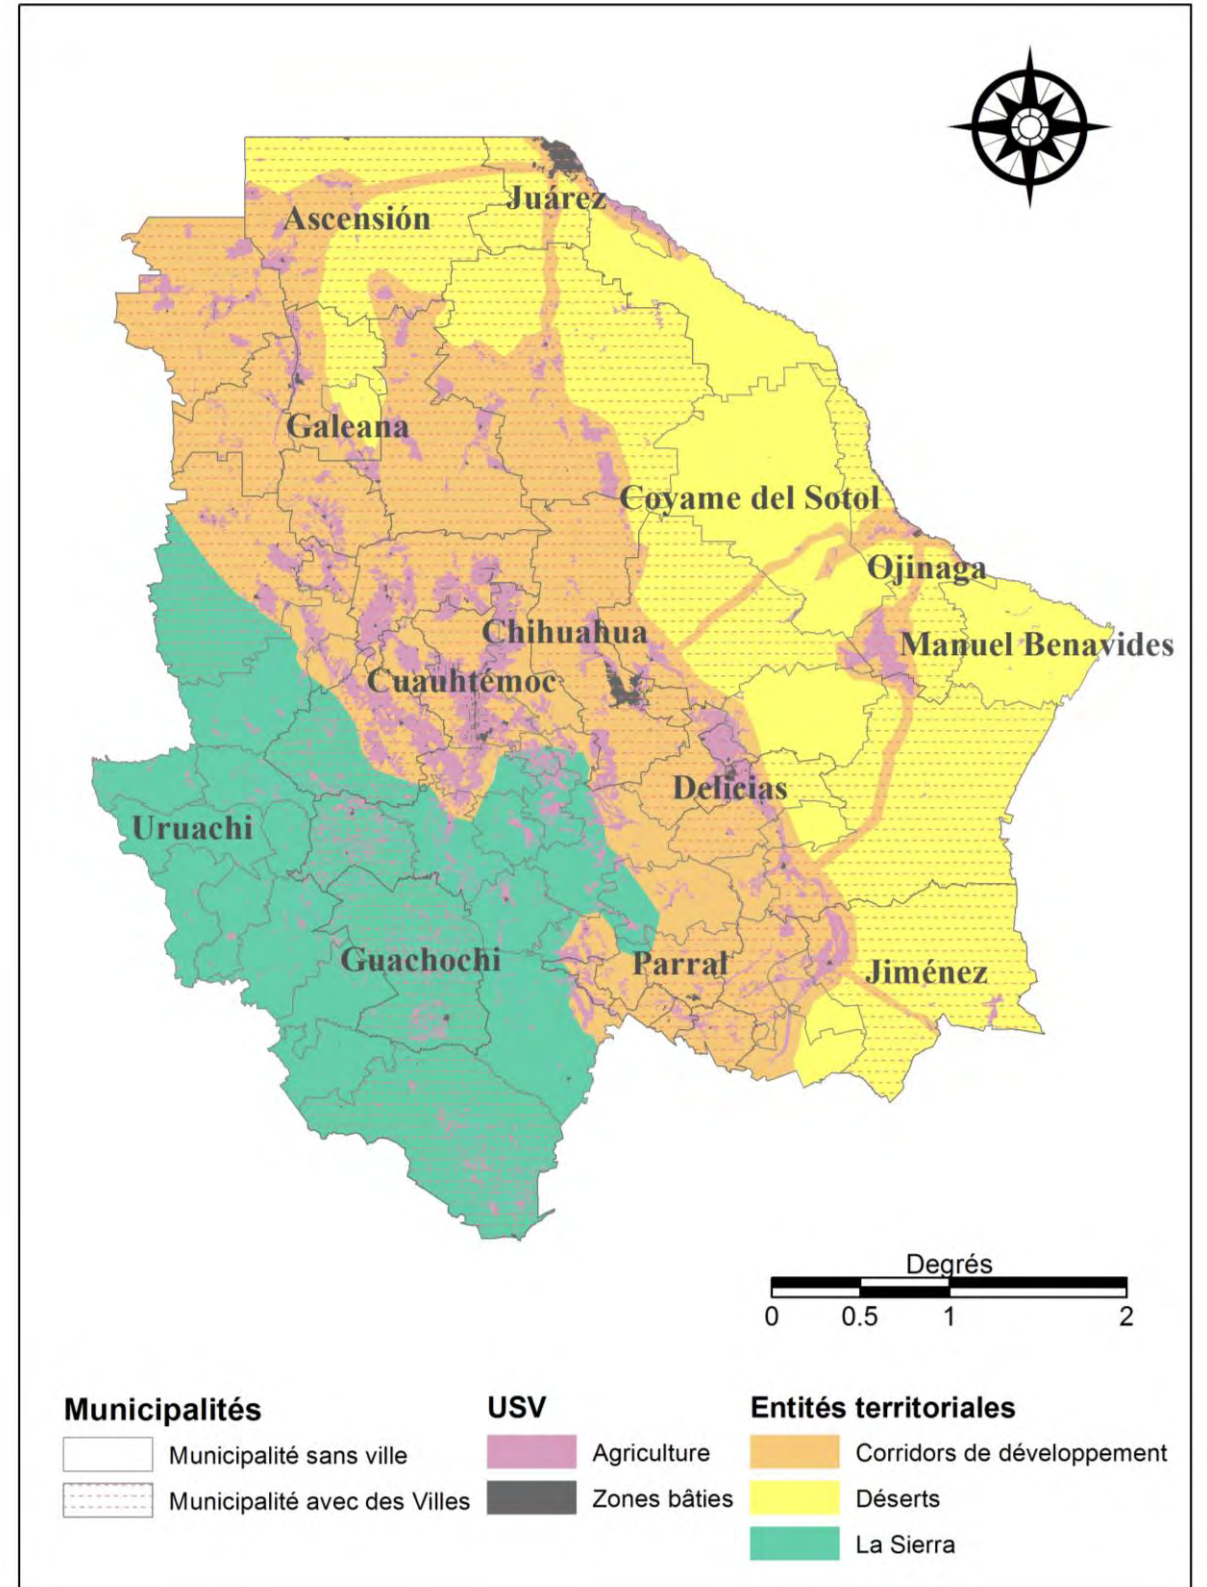 Juárez
Ascensión
Galeana
Coyame del Sotol
Ojinaga
Chihuahua
Manuel Benavides
Cuauhtémoc
Delicias
Uruachi
Guachochi
Parral
Jiménez
Degrés
0 0.5 1 2
Municipalités
Municipalité sans ville
Municipalité avec des Villes
USV
Agriculture
Zones bâties
Entités territoriales
Corridors de développement
Déserts
La Sierra